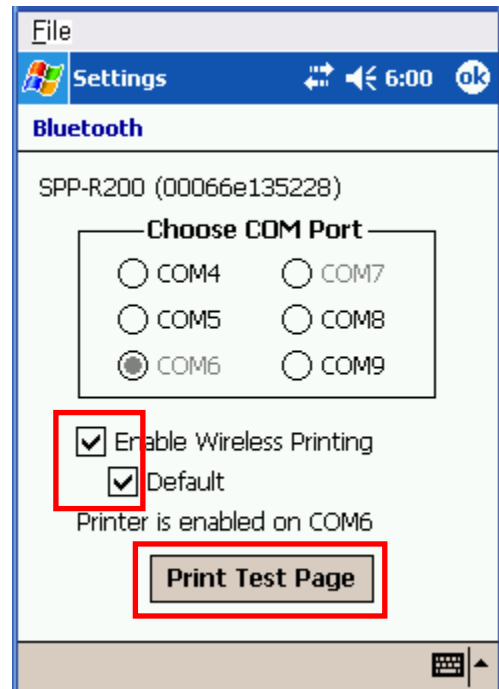 File
Settings 6:00 ok
Bluetooth
SPP-R200 (00066e135228)
Choose COM Port
COM4 COM7
COM5 COM8
COM6 COM9
Enable Wireless Printing
Default
Printer is enabled on COM6
Print Test Page